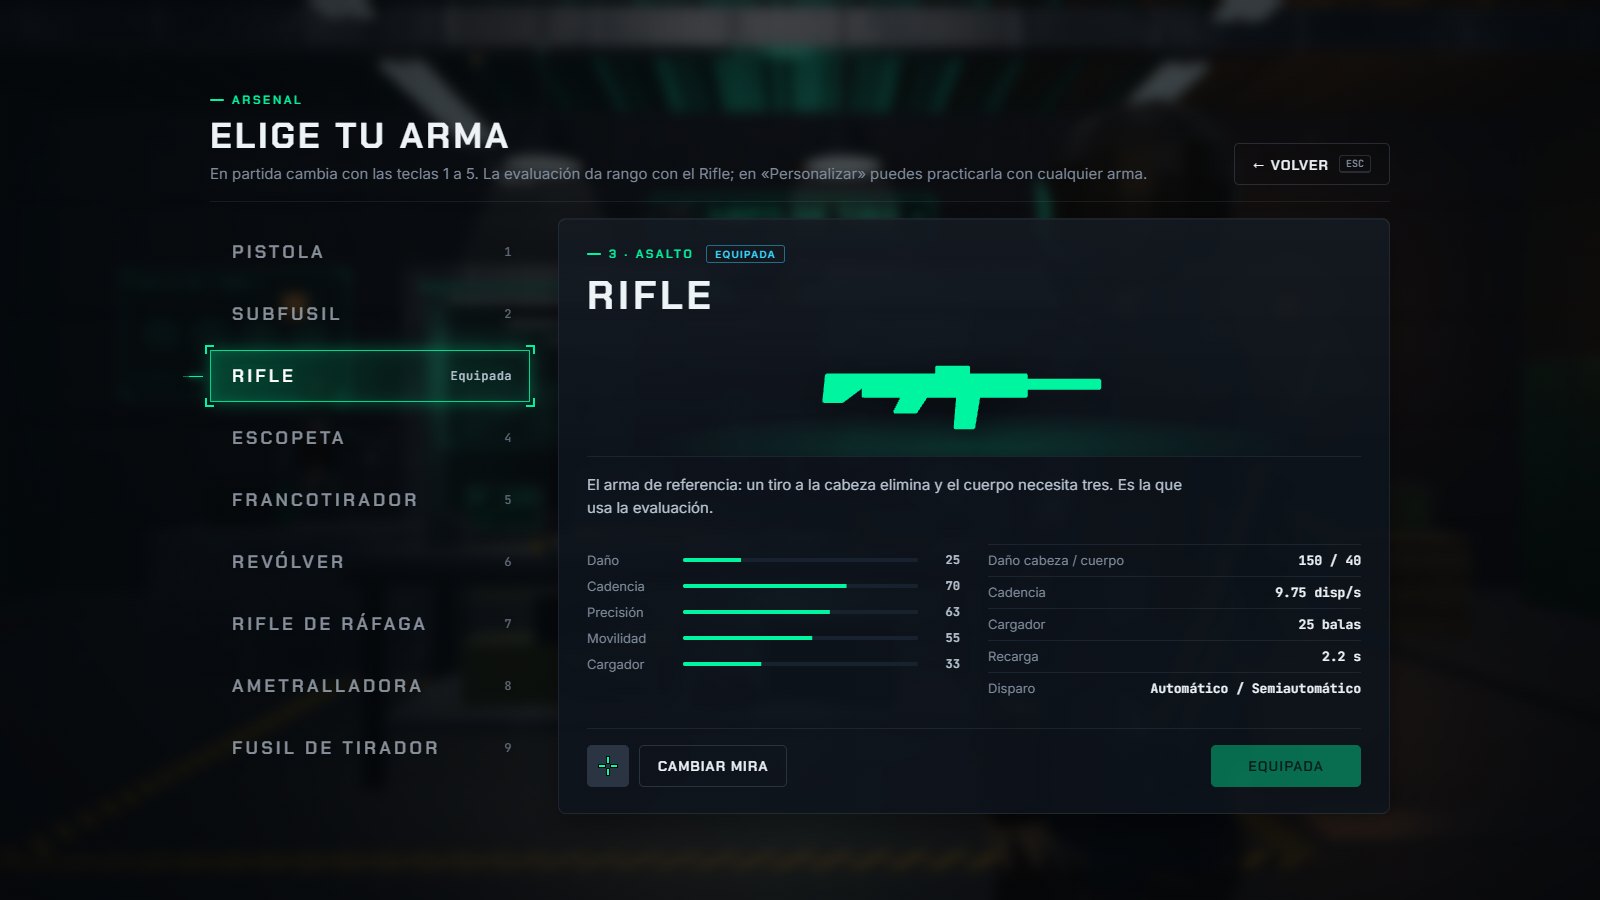 — ARSENAL
ELIGE TU ARMA
En partida cambia con las teclas 1 a 5. La evaluación da rango con el Rifle; en «Personalizar» puedes practicarla con cualquier arma.
← VOLVER ESC
PISTOLA 1
SUBFUSIL 2
RIFLE Equipada
ESCOPETA 4
FRANCOTIRADOR 5
REVÓLVER 6
RIFLE DE RÁFAGA 7
AMETRALLADORA 8
FUSIL DE TIRADOR 9
— 3 · ASALTO EQUIPADA
RIFLE
El arma de referencia: un tiro a la cabeza elimina y el cuerpo necesita tres. Es la que
usa la evaluación.
Daño 25
Cadencia 70
Precisión 63
Movilidad 55
Cargador 33
Daño cabeza / cuerpo 150 / 40
Cadencia 9.75 disp/s
Cargador 25 balas
Recarga 2.2 s
Disparo Automático / Semiautomático
CAMBIAR MIRA
EQUIPADA